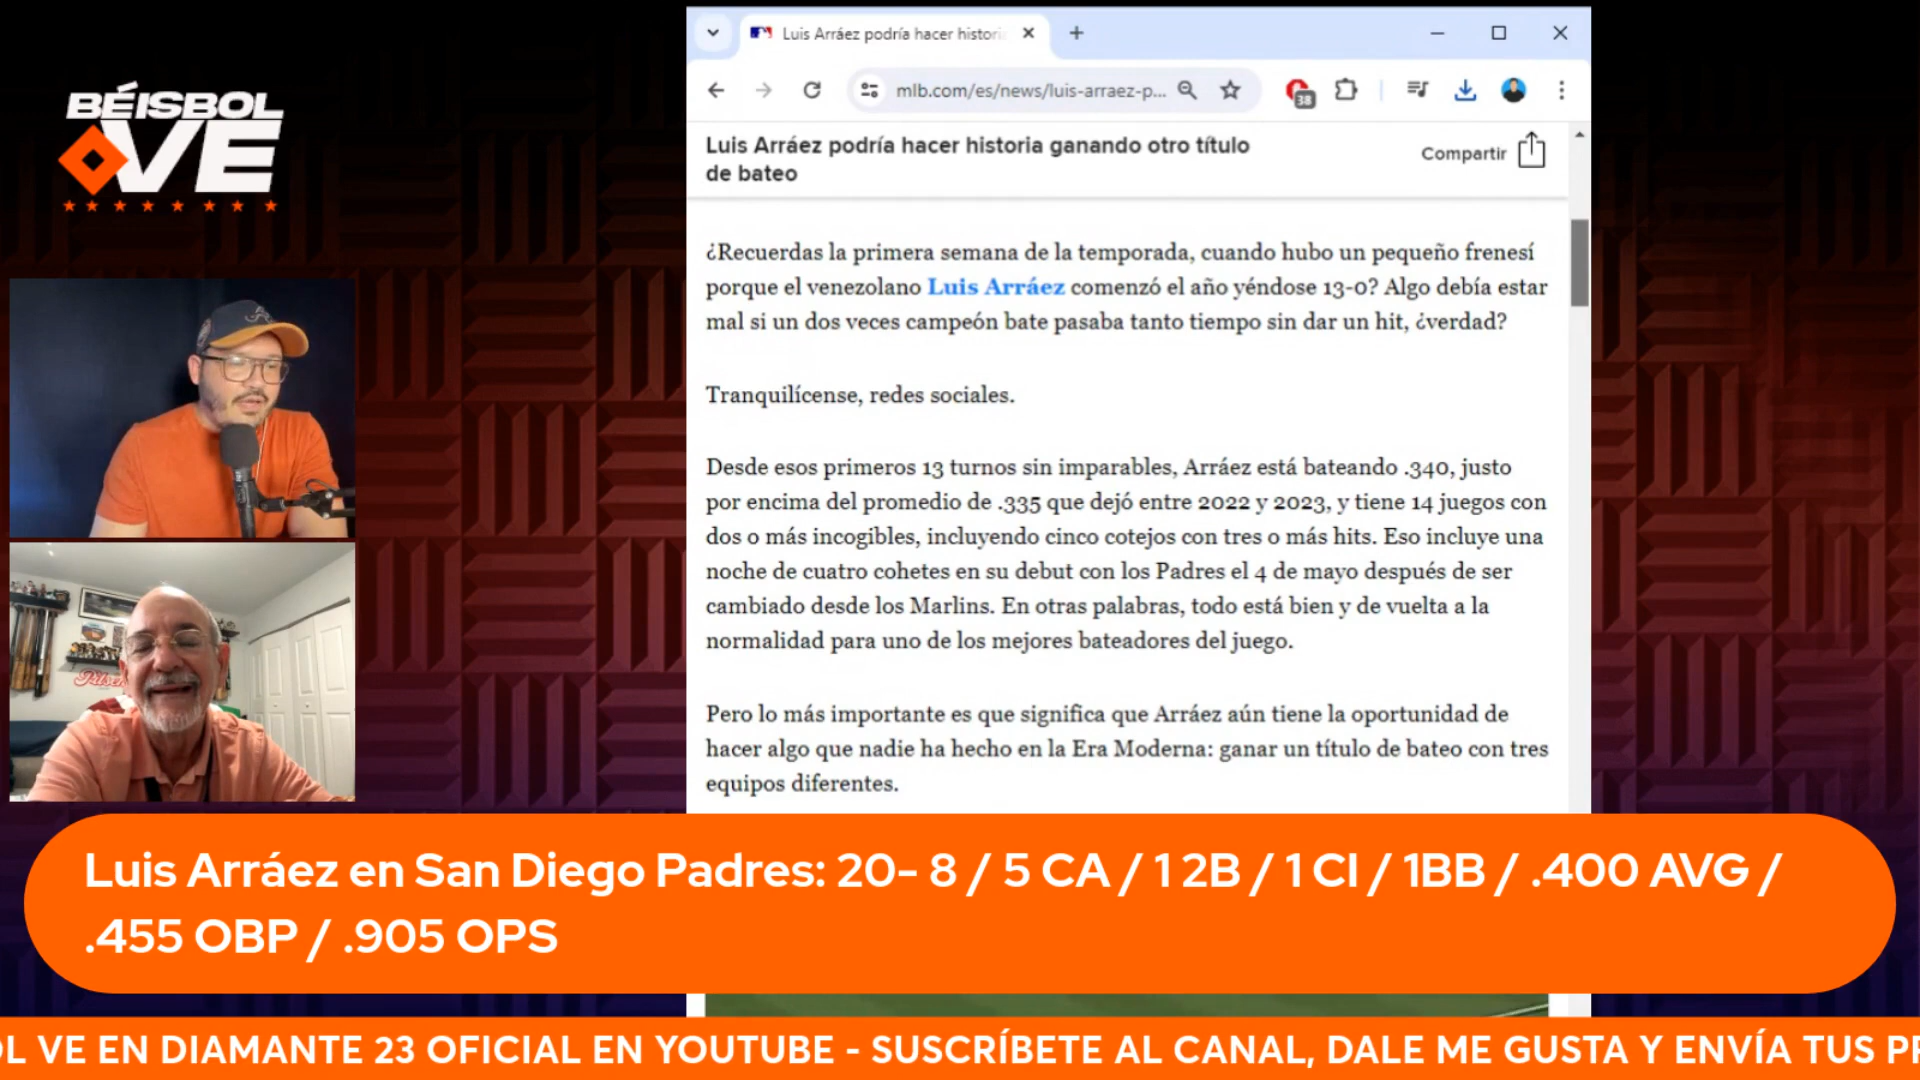 BÉISBOL
VE
Luis Arráez podría hacer histori
mlb.com/es/news/luis-arraez-p...
38
Luis Arráez podría hacer historia ganando otro título
de bateo
Compartir
¿Recuerdas la primera semana de la temporada, cuando hubo un pequeño frenesí
porque el venezolano Luis Arráez comenzó el año yéndose 13-0? Algo debía estar
mal si un dos veces campeón bate pasaba tanto tiempo sin dar un hit, ¿verdad?
Tranquilícense, redes sociales.
Desde esos primeros 13 turnos sin imparables, Arráez está bateando .340, justo
por encima del promedio de .335 que dejó entre 2022 y 2023, y tiene 14 juegos con
dos o más incogibles, incluyendo cinco cotejos con tres o más hits. Eso incluye una
noche de cuatro cohetes en su debut con los Padres el 4 de mayo después de ser
cambiado desde los Marlins. En otras palabras, todo está bien y de vuelta a la
normalidad para uno de los mejores bateadores del juego.
Pero lo más importante es que significa que Arráez aún tiene la oportunidad de
hacer algo que nadie ha hecho en la Era Moderna: ganar un título de bateo con tres
equipos diferentes.
Luis Arráez en San Diego Padres: 20- 8 / 5 CA / 1 2B / 1 CI / 1BB / .400 AVG /
.455 OBP / .905 OPS
OL VE EN DIAMANTE 23 OFICIAL EN YOUTUBE - SUSCRÍBETE AL CANAL, DALE ME GUSTA Y ENVÍA TUS PR